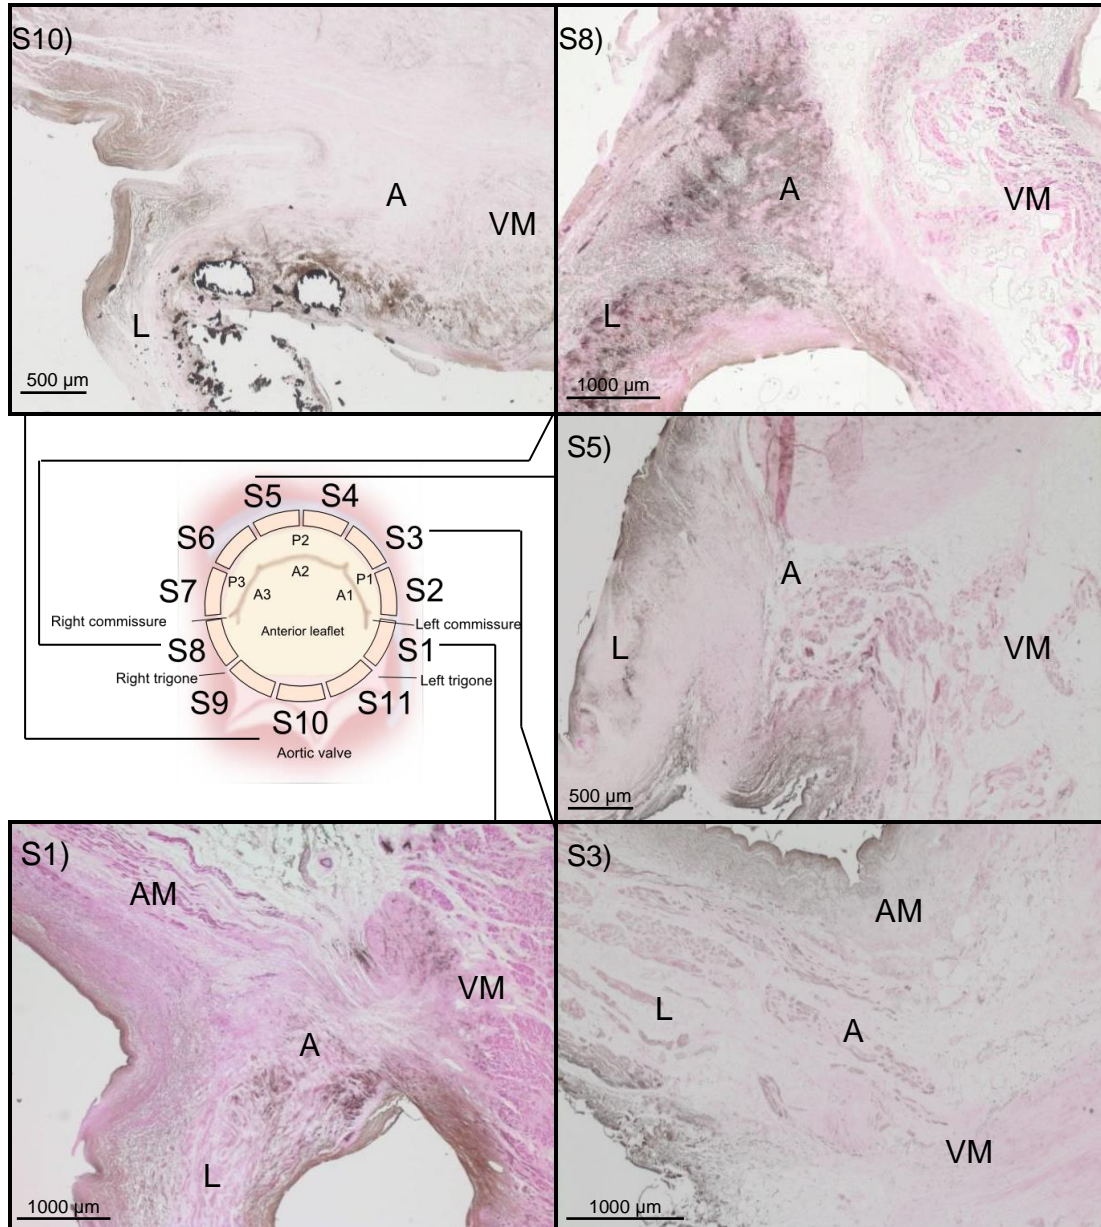 S10)
A
VM
L
500 µm
S8)
A
VM
L
1000 µm
S5)
A
L
VM
500 µm
S5
S4
S6
S3
P2
A2
S7
P3
P1
S2
A3
A1
Right commissure
Left commissure
Anterior leaflet
S8
S1
Right trigone
Left trigone
S9
S11
S10
Aortic valve
S1)
AM
VM
A
L
1000 µm
S3)
AM
L
A
VM
1000 µm